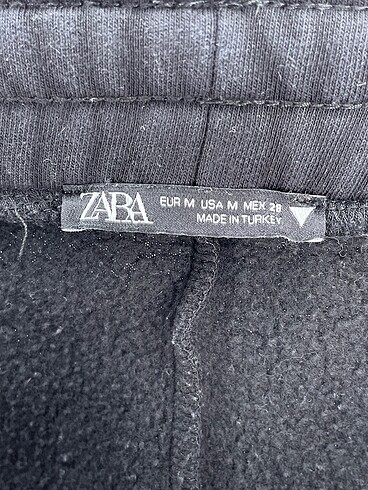 ZARA
EUR M USA M MEX 28
MADE IN TURKEY